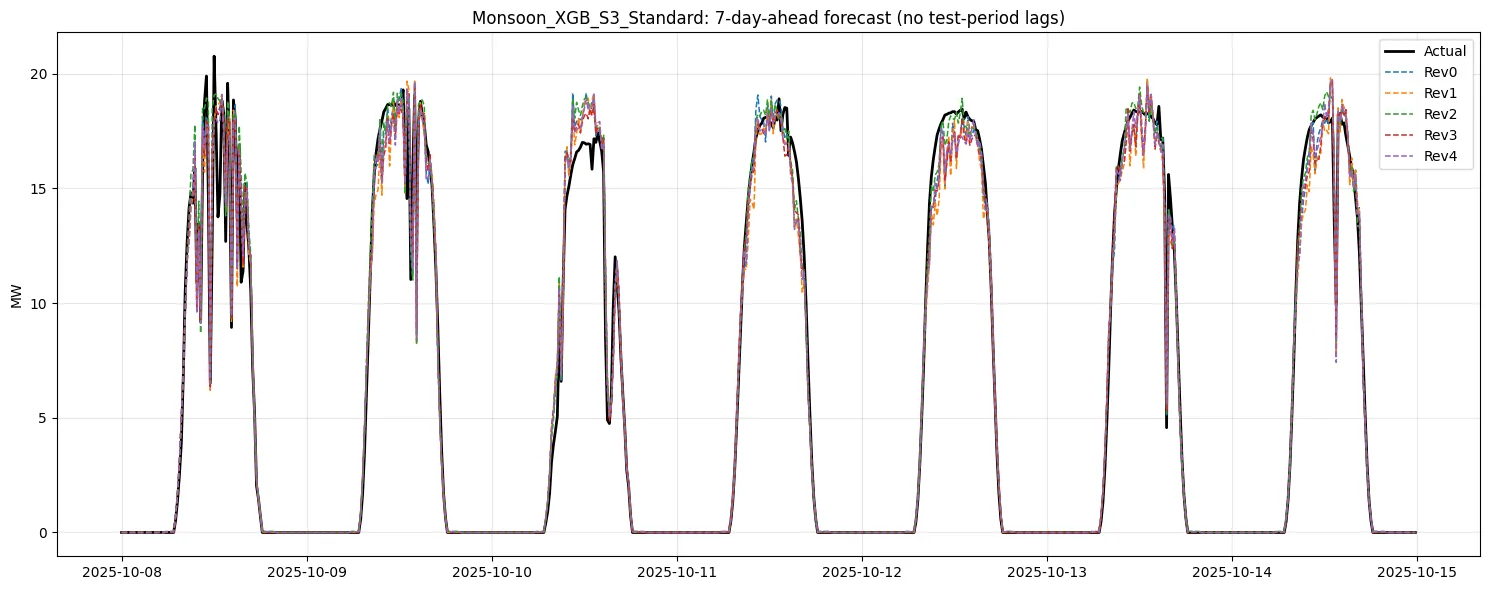 Monsoon_XGB_S3_Standard: 7-day-ahead forecast (no test-period lags)
20
15
10
5
0
MW
Actual
Rev0
Rev1
Rev2
Rev3
Rev4
2025-10-08 2025-10-09 2025-10-10 2025-10-11 2025-10-12 2025-10-13 2025-10-14 2025-10-15